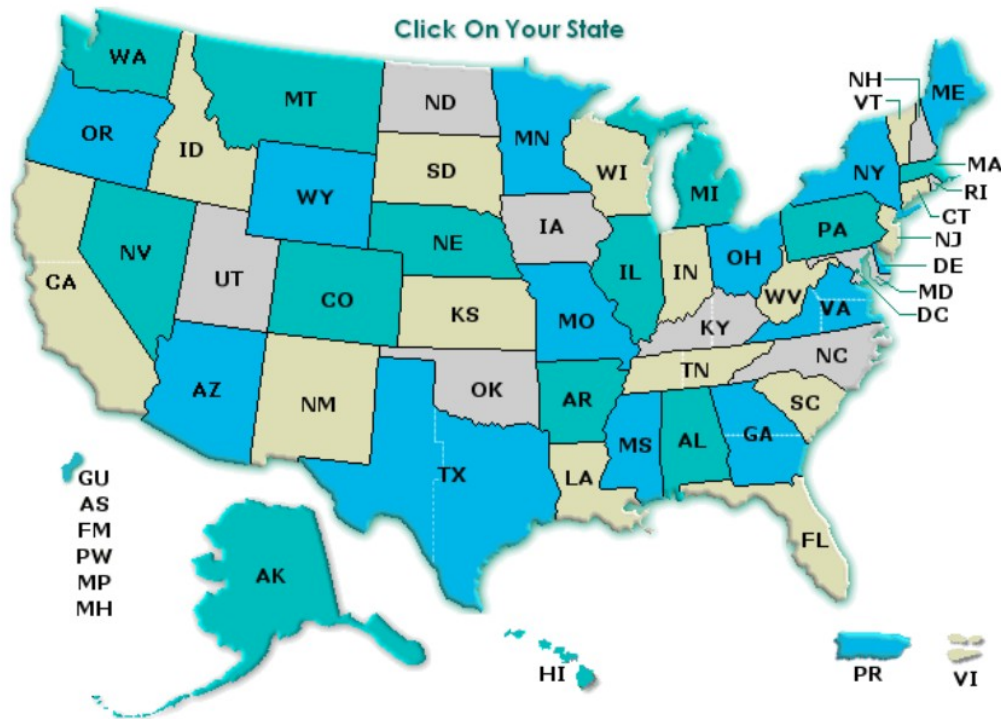 Click On Your State
WA
MT
ND
MN
NH
VT
ME
OR
ID
WY
SD
WI
MI
NY
MA
RI
CT
NJ
DE
MD
DC
NV
UT
CO
NE
IA
IL
IN
OH
PA
CA
KS
MO
KY
WV
VA
AZ
NM
OK
AR
TN
NC
SC
TX
LA
MS
AL
GA
FL
GU
AS
FM
PW
MP
MH
AK
HI
PR
VI